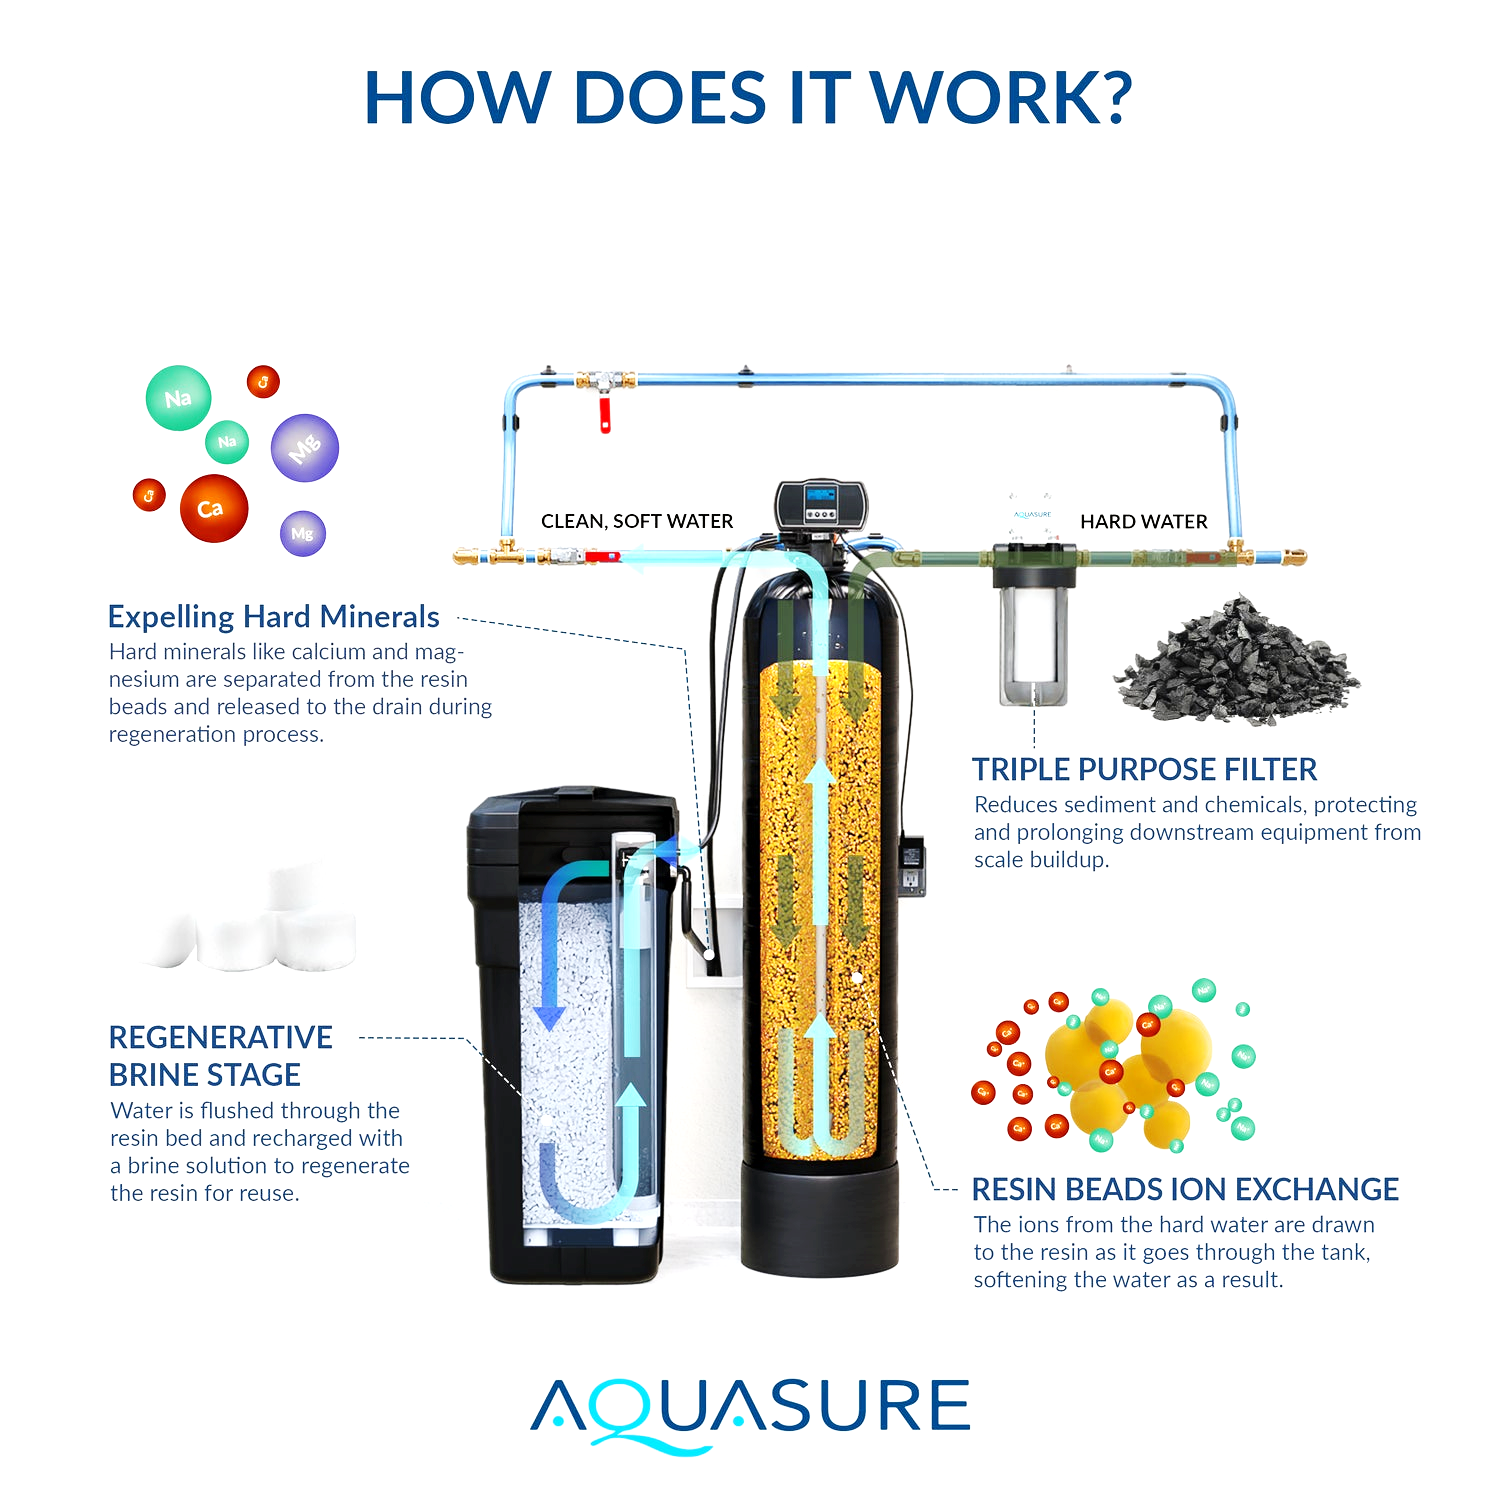 HOW DOES IT WORK?
Na
Ca
Na
Mg
Ca
Ca
Mg
CLEAN, SOFT WATER
AQUASURE
HARD WATER
Expelling Hard Minerals
Hard minerals like calcium and mag-
nesium are separated from the resin
beads and released to the drain during
regeneration process.
TRIPLE PURPOSE FILTER
Reduces sediment and chemicals, protecting
and prolonging downstream equipment from
scale buildup.
REGENERATIVE
BRINE STAGE
Water is flushed through the
resin bed and recharged with
a brine solution to regenerate
the resin for reuse.
RESIN BEADS ION EXCHANGE
The ions from the hard water are drawn
to the resin as it goes through the tank,
softening the water as a result.
AQUASURE